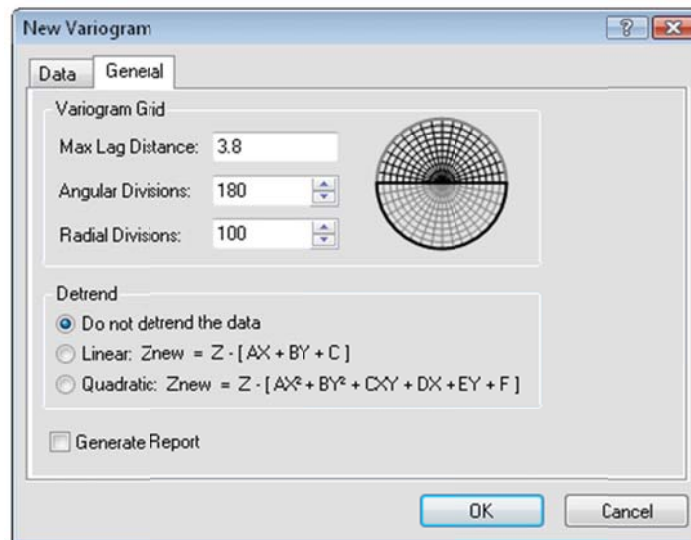 New Variogram
Data General
Variogram Grid
Max Lag Distance: 3.8
Angular Divisions: 180
Radial Divisions: 100
Detrend
Do not detrend the data
Linear: Znew = Z - [ AX + BY + C ]
Quadratic: Znew = Z - [ AX² + BY² + CXY + DX + EY + F ]
Generate Report
OK Cancel